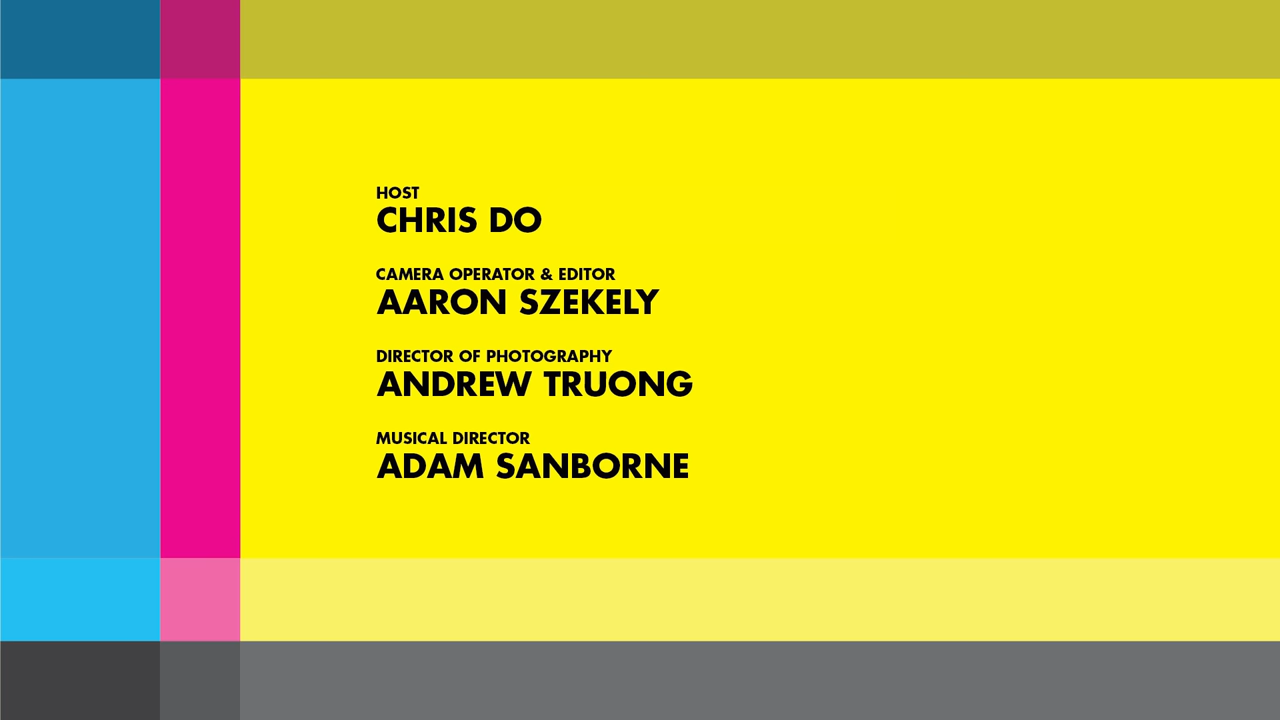 HOST
CHRIS DO
CAMERA OPERATOR & EDITOR
AARON SZEKELY
DIRECTOR OF PHOTOGRAPHY
ANDREW TRUONG
MUSICAL DIRECTOR
ADAM SANBORNE